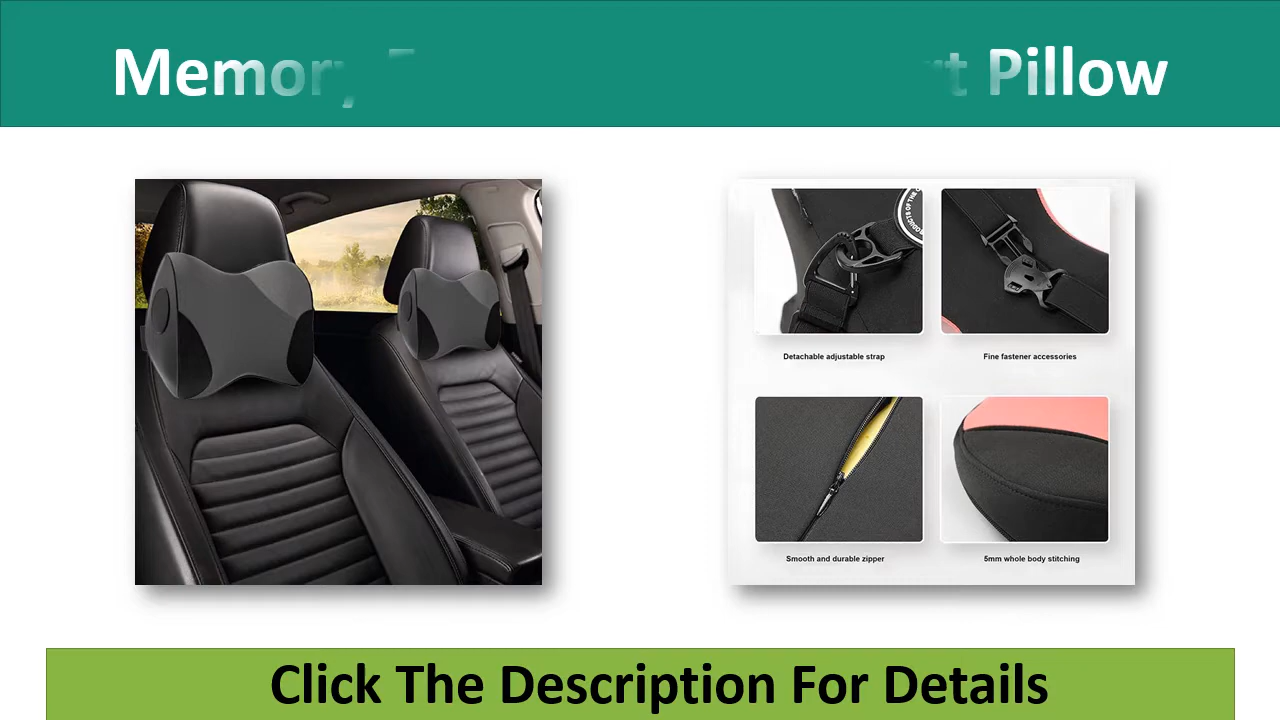 Memory Pillow
Detachable adjustable strap
Fine fastener accessories
Smooth and durable zipper
5mm whole body stitching
Click The Description For Details